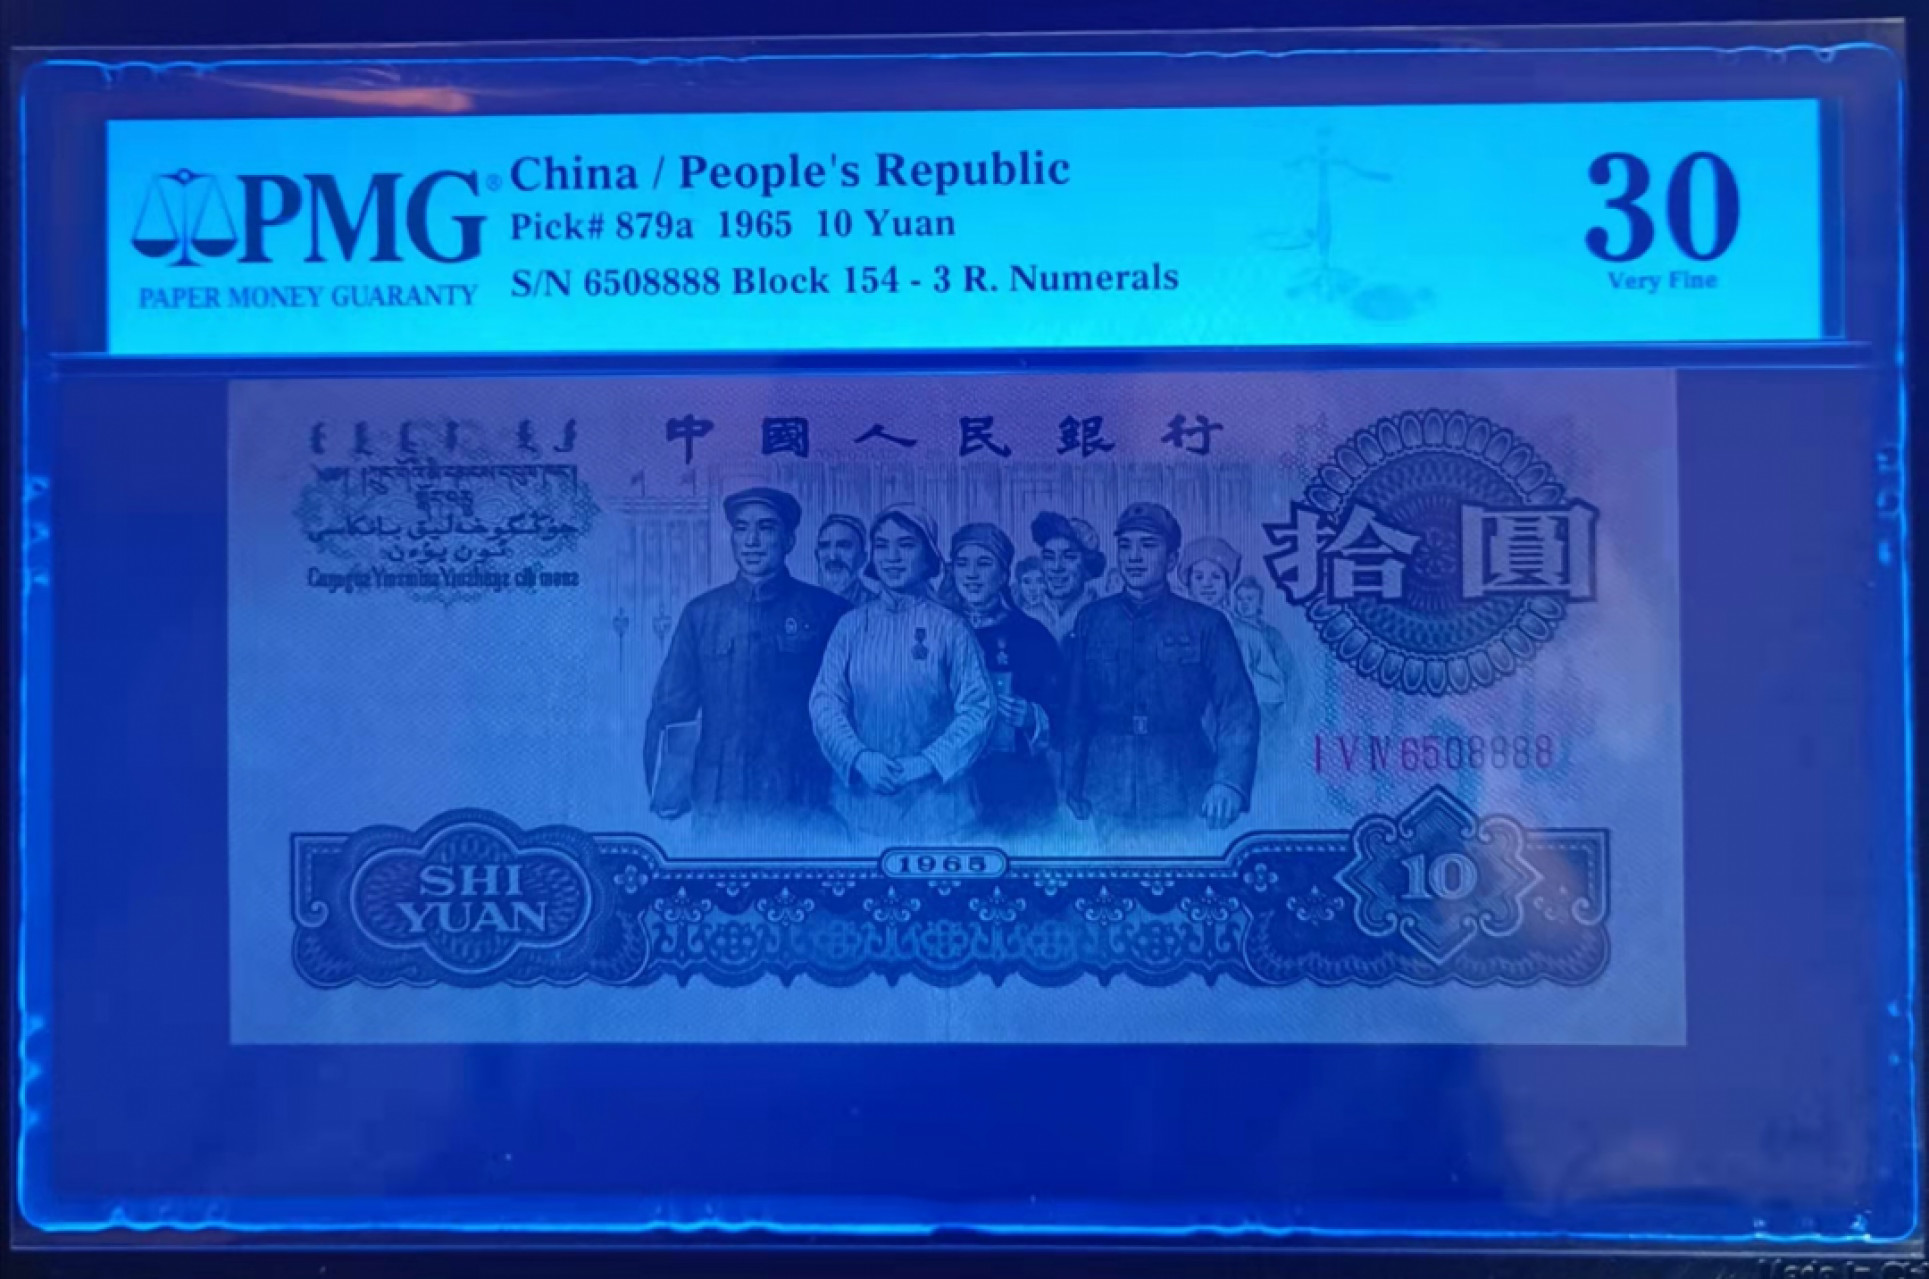 PMG®
PAPER MONEY GUARANTY
China / People's Republic
Pick# 879a 1965 10 Yuan
S/N 6508888 Block 154 - 3 R. Numerals
30
Very Fine
中國人民銀行
拾圓
I V IV 6508888
1965
SHI
YUAN
10